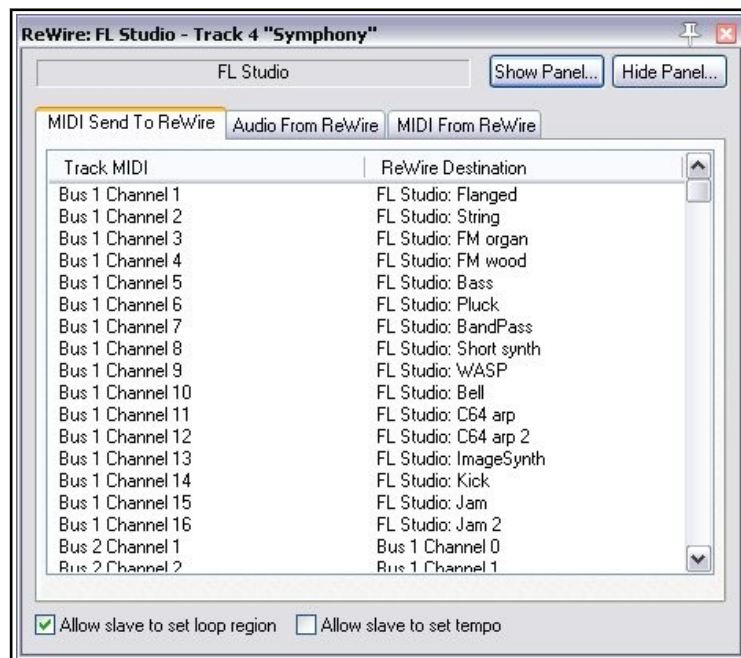 ReWire: FL Studio - Track 4 "Symphony"
FL Studio
Show Panel... Hide Panel...
MIDI Send To ReWire Audio From ReWire MIDI From ReWire
Track MIDI ReWire Destination
Bus 1 Channel 1 FL Studio: Flanged
Bus 1 Channel 2 FL Studio: String
Bus 1 Channel 3 FL Studio: FM organ
Bus 1 Channel 4 FL Studio: FM wood
Bus 1 Channel 5 FL Studio: Bass
Bus 1 Channel 6 FL Studio: Pluck
Bus 1 Channel 7 FL Studio: BandPass
Bus 1 Channel 8 FL Studio: Short synth
Bus 1 Channel 9 FL Studio: WASP
Bus 1 Channel 10 FL Studio: Bell
Bus 1 Channel 11 FL Studio: C64 arp
Bus 1 Channel 12 FL Studio: C64 arp 2
Bus 1 Channel 13 FL Studio: ImageSynth
Bus 1 Channel 14 FL Studio: Kick
Bus 1 Channel 15 FL Studio: Jam
Bus 1 Channel 16 FL Studio: Jam 2
Bus 2 Channel 1 Bus 1 Channel 0
Bus 2 Channel 2 Bus 1 Channel 1
Allow slave to set loop region Allow slave to set tempo